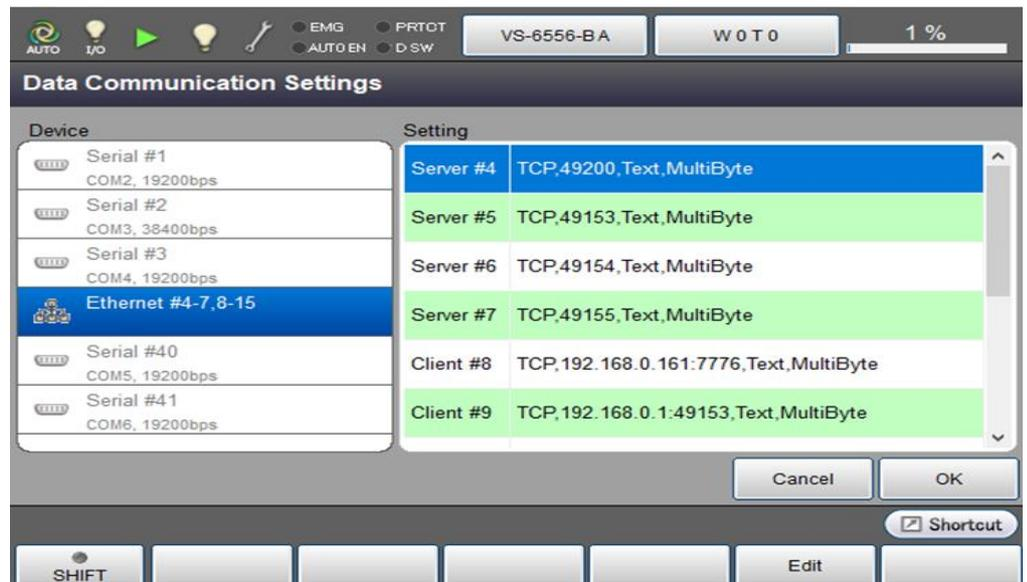 AUTO I/O EMG AUTO EN PRTCT D SW VS-6556-BA W 0 T 0 1 %
Data Communication Settings
Device Setting
Serial #1
COM2, 19200bps
Serial #2
COM3, 38400bps
Serial #3
COM4, 19200bps
Ethernet #4-7,8-15
Serial #40
COM5, 19200bps
Serial #41
COM6, 19200bps
Server #4 TCP,49200,Text,MultiByte
Server #5 TCP,49153,Text,MultiByte
Server #6 TCP,49154,Text,MultiByte
Server #7 TCP,49155,Text,MultiByte
Client #8 TCP,192.168.0.161:7776,Text,MultiByte
Client #9 TCP,192.168.0.1:49153,Text,MultiByte
Cancel OK
Shortcut
SHIFT Edit